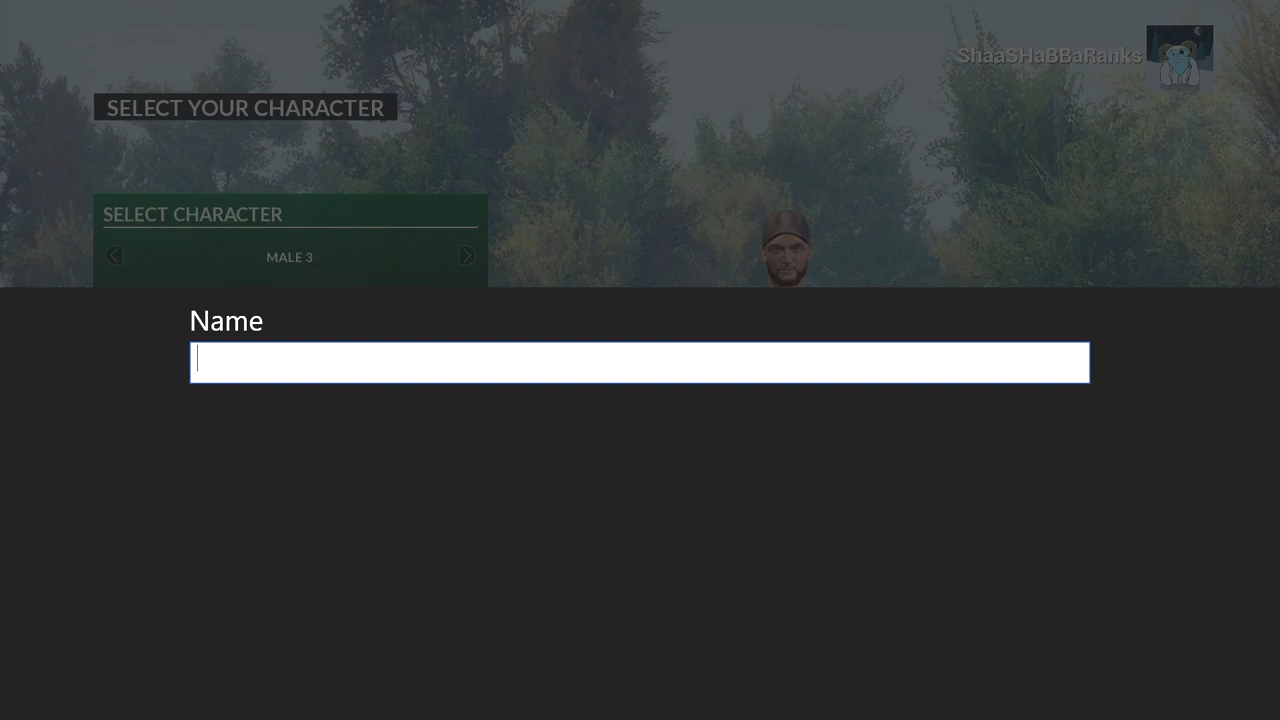 ShaaSHaBBaRanks
SELECT YOUR CHARACTER
SELECT CHARACTER
MALE 3
Name